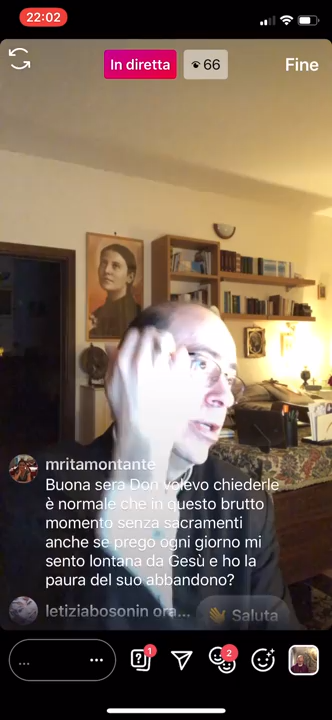 22:02
In diretta
66
Fine
mritamontante
Buona sera Don volevo chiederle
è normale che in questo brutto
momento senza sacramenti
anche se prego ogni giorno mi
sento lontana da Gesù e ho la
paura del suo abbandono?
letiziabosonin ora...
👋 Saluta
...
1
2